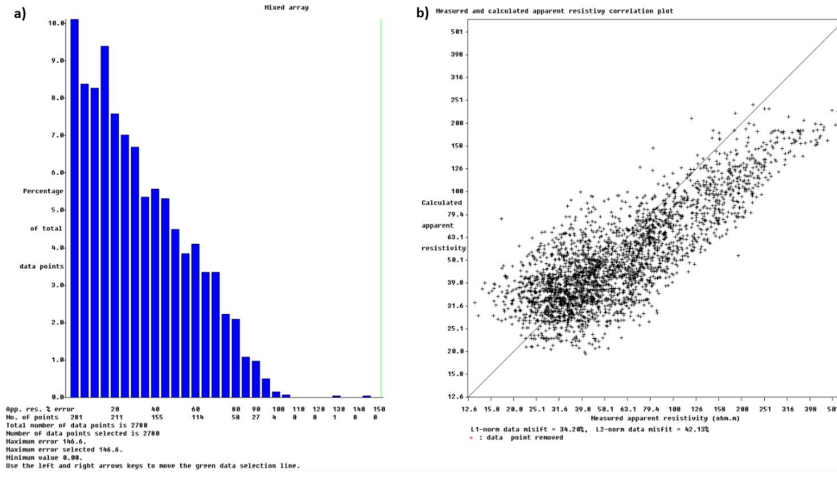 a)
Mixed array
10.0
9.0
8.0
7.0
6.0
Percentage
5.0
of total
4.0
data points
3.0
2.0
1.0
0.0
App. res. % error 20 40 60 80 90 100 110 120 130 140 150
No. of points 281 211 155 114 58 27 4 0 0 1 0 0
Total number of data points is 2780
Number of data points selected is 2780
Maximum error 146.6.
Maximum error selected 146.6.
Minimum value 0.00.
Use the left and right arrows keys to move the green data selection line.
b)
Measured and calculated apparent resistivy correlation plot
501
398
316
251
200
158
126
100
Calculated
79.4
apparent
63.1
resistivity
50.1
39.8
31.6
25.1
20.0
15.8
12.6
12.6 15.8 20.0 25.1 31.6 39.8 50.1 63.1 79.4 100 126 158 200 251 316 398 501
Measured apparent resistivity (ohm.m)
L1-norm data misift = 34.20%, L2-norm data misfit = 42.13%
+ : data point removed